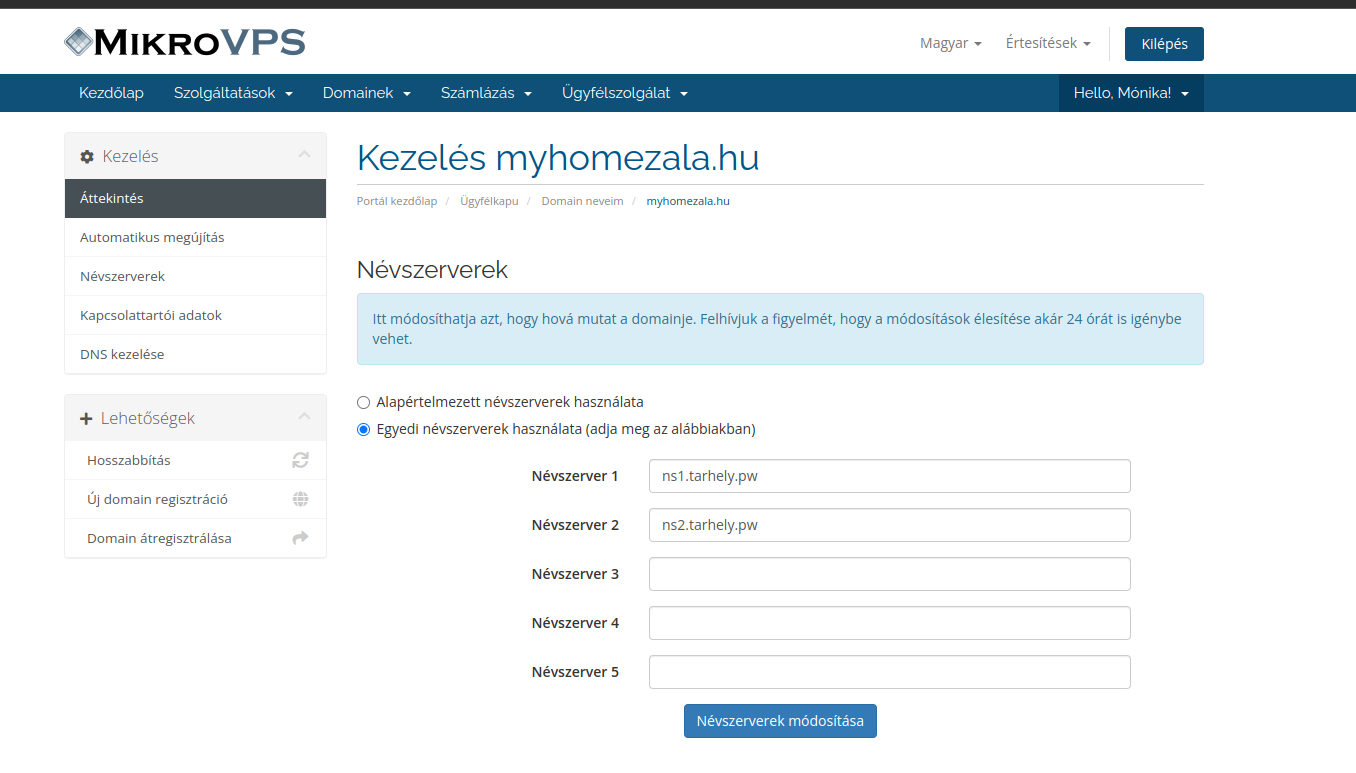 MIKROVPS
Magyar
Értesítések
Kilépés
Kezdőlap
Szolgáltatások
Domainek
Számlázás
Ügyfélszolgálat
Hello, Mónika!
Kezelés
Áttekintés
Automatikus megújítás
Névszerverek
Kapcsolattartói adatok
DNS kezelése
Lehetőségek
Hosszabbítás
Új domain regisztráció
Domain átregisztrálása
Kezelés myhomezala.hu
Portál kezdőlap / Ügyfélkapu / Domain neveim / myhomezala.hu
Névszerverek
Itt módosíthatja azt, hogy hová mutat a domainje. Felhívjuk a figyelmét, hogy a módosítások élesítése akár 24 órát is igénybe
vehet.
Alapértelmezett névszerverek használata
Egyedi névszerverek használata (adja meg az alábbiakban)
Névszerver 1 ns1.tarhely.pw
Névszerver 2 ns2.tarhely.pw
Névszerver 3
Névszerver 4
Névszerver 5
Névszerverek módosítása